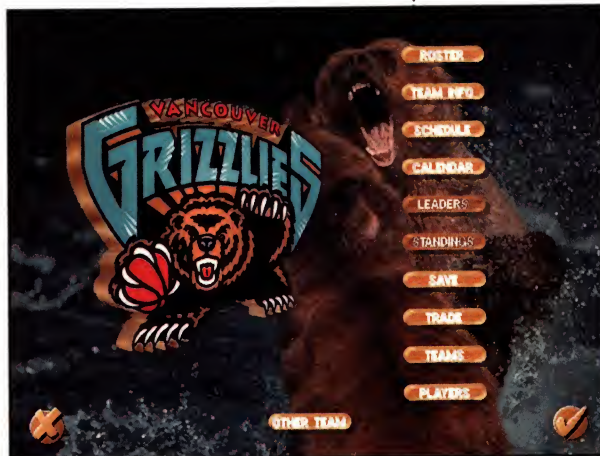 VANCOUVER
GRIZZLIES
ROSTER
TEAM INFO
SCHEDULE
CALENDAR
LEADERS
STANDINGS
SAVE
TRADE
TEAMS
PLAYERS
OTHER TEAM